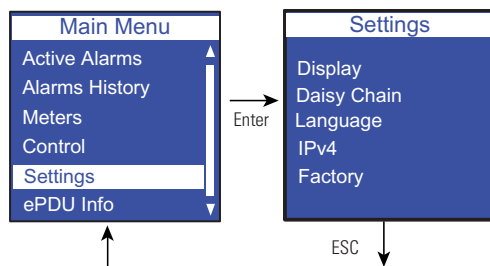 Main Menu
Active Alarms
Alarms History
Meters
Control
Settings
ePDU Info
Enter
Settings
Display
Daisy Chain
Language
IPv4
Factory
ESC